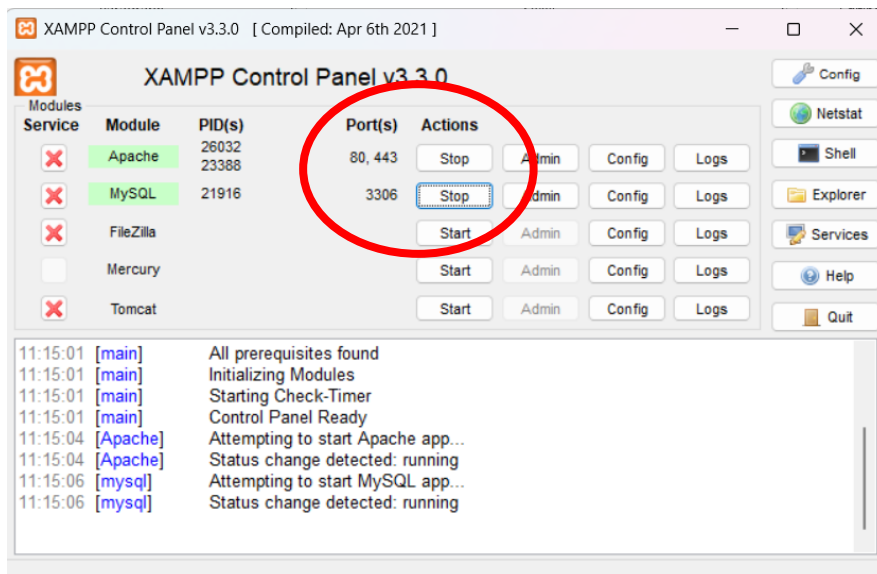 XAMPP Control Panel v3.3.0 [ Compiled: Apr 6th 2021 ]
XAMPP Control Panel v3.3.0
Config
Modules
Service Module PID(s) Port(s) Actions
Netstat
Apache 26032 23388 80, 443 Stop Admin Config Logs
Shell
MySQL 21916 3306 Stop Admin Config Logs
Explorer
FileZilla Start Admin Config Logs
Services
Mercury Start Admin Config Logs
Help
Tomcat Start Admin Config Logs
Quit
11:15:01 [main] All prerequisites found
11:15:01 [main] Initializing Modules
11:15:01 [main] Starting Check-Timer
11:15:01 [main] Control Panel Ready
11:15:04 [Apache] Attempting to start Apache app...
11:15:04 [Apache] Status change detected: running
11:15:06 [mysql] Attempting to start MySQL app...
11:15:06 [mysql] Status change detected: running